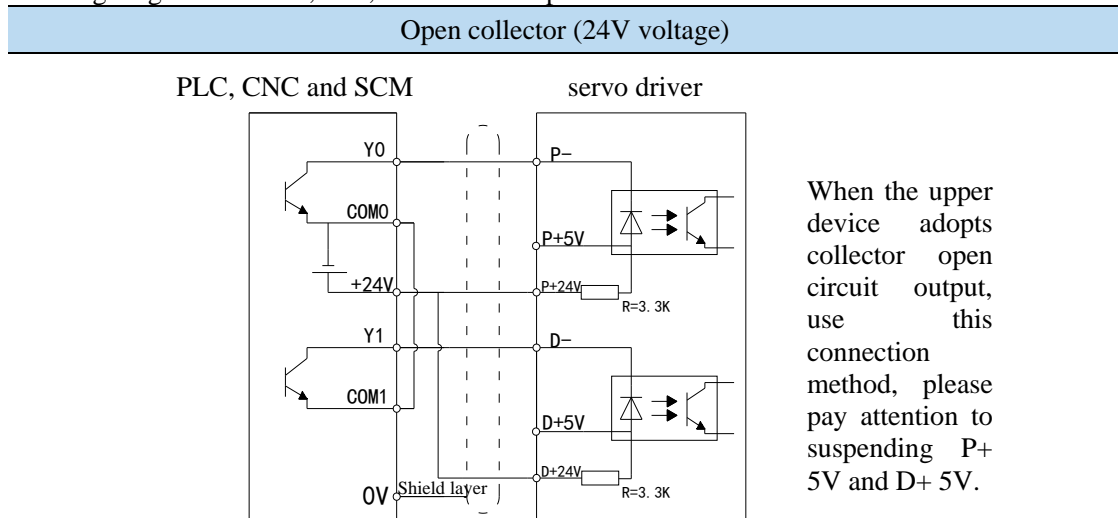 Open collector (24V voltage)
PLC, CNC and SCM
servo driver
Y0
P-
COM0
P+5V
+24V
P+24V
R=3.3K
Y1
D-
COM1
D+5V
D+24V
R=3.3K
0V
Shield layer
When the upper
device adopts
collector open
circuit output,
use this
connection
method, please
pay attention to
suspending P+
5V and D+ 5V.